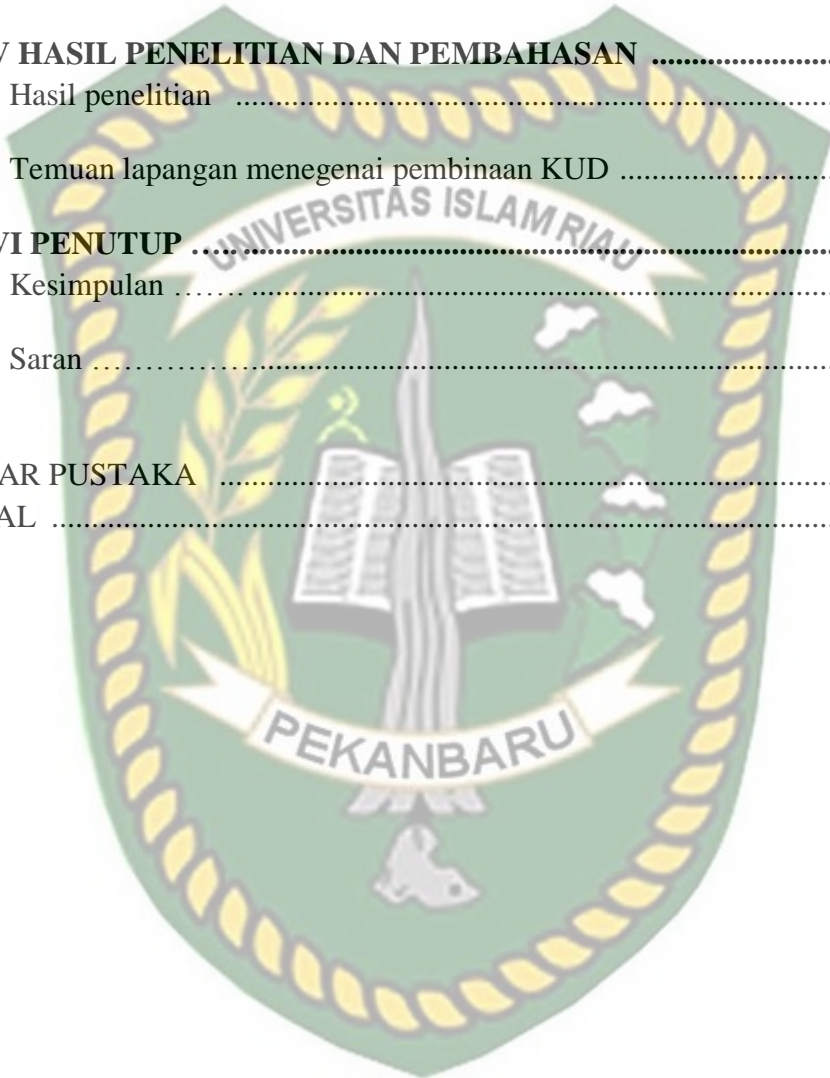 V HASIL PENELITIAN DAN PEMBAHASAN ......................
Hasil penelitian ...........................................................................
Temuan lapangan menegenai pembinaan KUD ..........................
UNIVERSITAS ISLAM RIAU
VI PENUTUP ….. ........................................................................
Kesimpulan ……. ........................................................................
Saran ……………........................................................................
AR PUSTAKA ............................................................................
AL ...............................................................................................
PEKANBARU